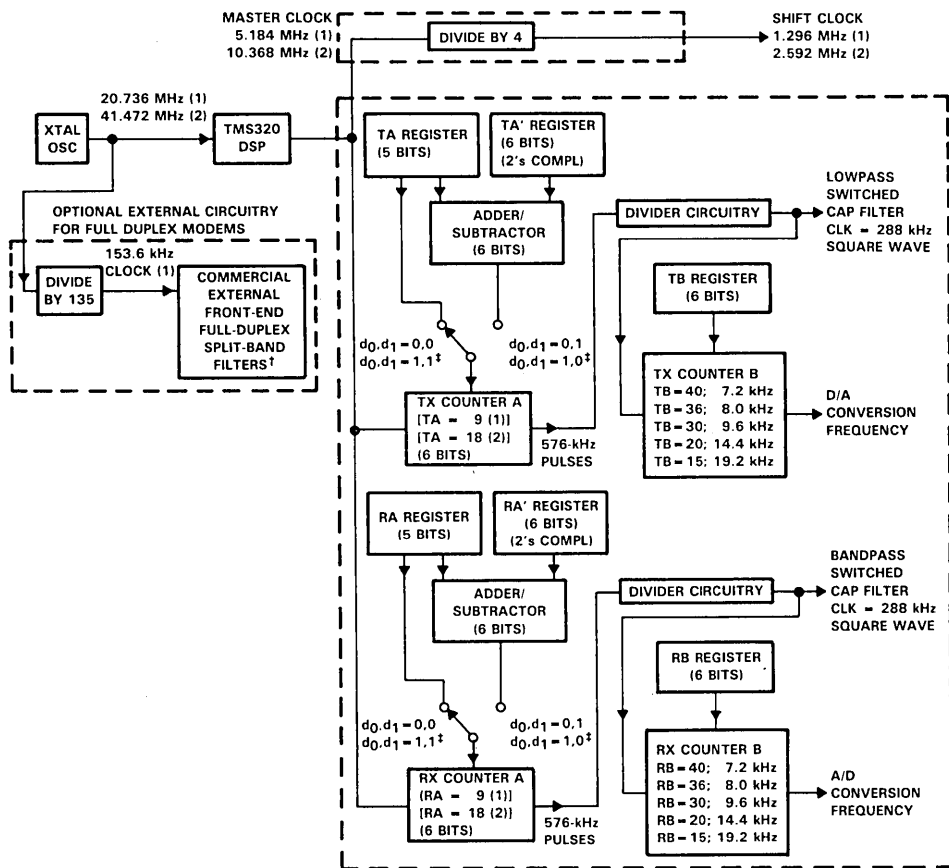 MASTER CLOCK
5.184 MHz (1)
10.368 MHz (2)
DIVIDE BY 4
SHIFT CLOCK
1.296 MHz (1)
2.592 MHz (2)
20.736 MHz (1)
41.472 MHz (2)
XTAL
OSC
TMS320
DSP
OPTIONAL EXTERNAL CIRCUITRY
FOR FULL DUPLEX MODEMS
153.6 kHz
CLOCK (1)
DIVIDE
BY 135
COMMERCIAL
EXTERNAL
FRONT-END
FULL-DUPLEX
SPLIT-BAND
FILTERS†
TA REGISTER
(5 BITS)
TA' REGISTER
(6 BITS)
(2's COMPL)
ADDER/
SUBTRACTOR
(6 BITS)
DIVIDER CIRCUITRY
LOWPASS
SWITCHED
CAP FILTER
CLK = 288 kHz
SQUARE WAVE
TB REGISTER
(6 BITS)
d0,d1=0,0
d0,d1=1,1‡
d0,d1=0,1
d0,d1=1,0‡
TX COUNTER A
[TA = 9 (1)]
[TA = 18 (2)]
(6 BITS)
576-kHz
PULSES
TX COUNTER B
TB=40; 7.2 kHz
TB=36; 8.0 kHz
TB=30; 9.6 kHz
TB=20; 14.4 kHz
TB=15; 19.2 kHz
D/A
CONVERSION
FREQUENCY
RA REGISTER
(5 BITS)
RA' REGISTER
(6 BITS)
(2's COMPL)
ADDER/
SUBTRACTOR
(6 BITS)
DIVIDER CIRCUITRY
BANDPASS
SWITCHED
CAP FILTER
CLK = 288 kHz
SQUARE WAVE
RB REGISTER
(6 BITS)
d0,d1=0,0
d0,d1=1,1‡
d0,d1=0,1
d0,d1=1,0‡
RX COUNTER A
(RA = 9 (1)]
[RA = 18 (2)]
(6 BITS)
576-kHz
PULSES
RX COUNTER B
RB=40; 7.2 kHz
RB=36; 8.0 kHz
RB=30; 9.6 kHz
RB=20; 14.4 kHz
RB=15; 19.2 kHz
A/D
CONVERSION
FREQUENCY